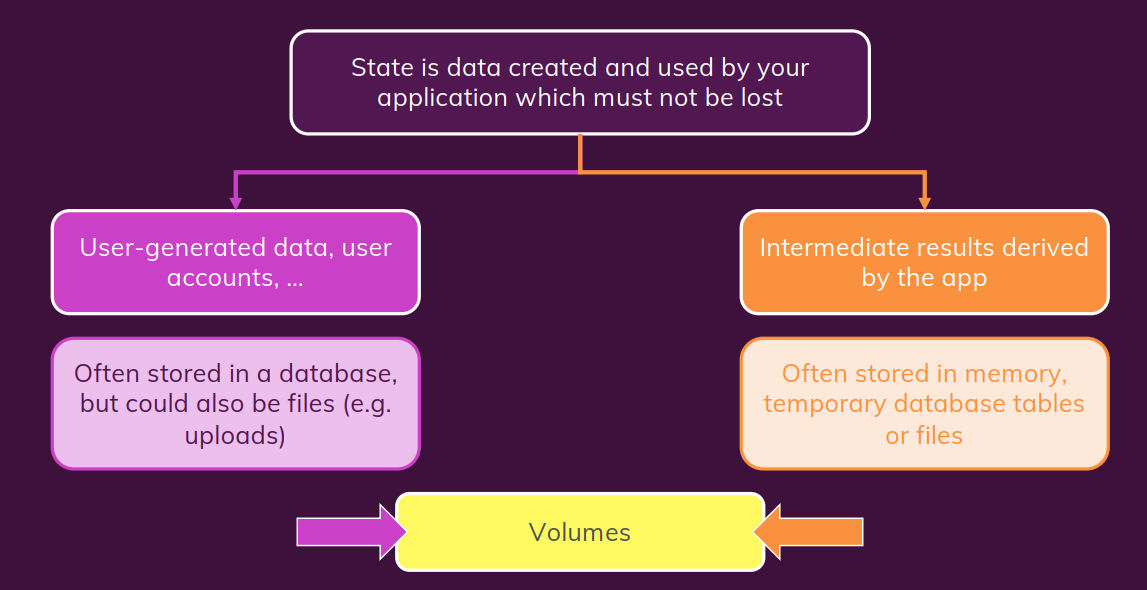 State is data created and used by your
application which must not be lost
User-generated data, user
accounts, ...
Intermediate results derived
by the app
Often stored in a database,
but could also be files (e.g.
uploads)
Often stored in memory,
temporary database tables
or files
Volumes